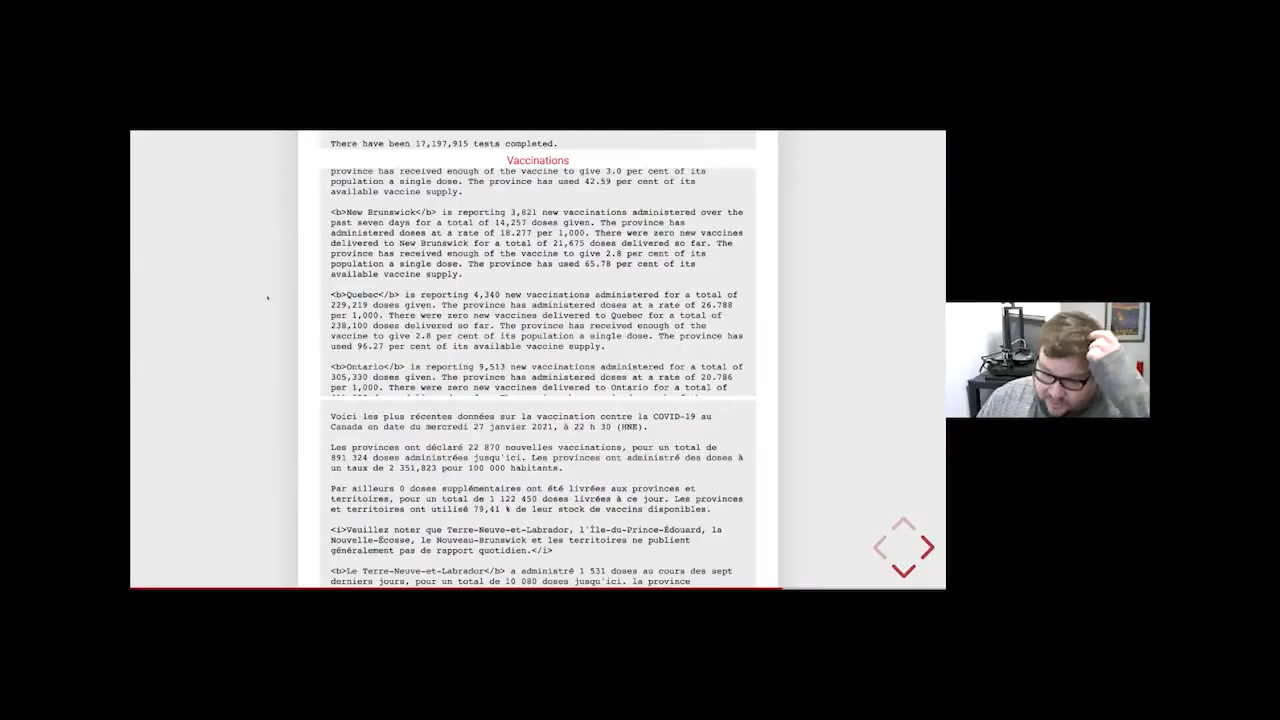 There have been 17,197,915 tests completed.
Vaccinations
province has received enough of the vaccine to give 3.0 per cent of its
population a single dose. The province has used 42.59 per cent of its
available vaccine supply.
<b>New Brunswick</b> is reporting 3,821 new vaccinations administered over the
past seven days for a total of 14,257 doses given. The province has
administered doses at a rate of 18.277 per 1,000. There were zero new vaccines
delivered to New Brunswick for a total of 21,675 doses delivered so far. The
province has received enough of the vaccine to give 2.8 per cent of its
population a single dose. The province has used 65.78 per cent of its
available vaccine supply.
<b>Quebec</b> is reporting 4,340 new vaccinations administered for a total of
229,219 doses given. The province has administered doses at a rate of 26.788
per 1,000. There were zero new vaccines delivered to Quebec for a total of
238,100 doses delivered so far. The province has received enough of the
vaccine to give 2.8 per cent of its population a single dose. The province has
used 96.27 per cent of its available vaccine supply.
<b>Ontario</b> is reporting 9,513 new vaccinations administered for a total of
305,330 doses given. The province has administered doses at a rate of 20.786
per 1,000. There were zero new vaccines delivered to Ontario for a total of
Voici les plus récentes données sur la vaccination contre la COVID-19 au
Canada en date du mercredi 27 janvier 2021, à 22 h 30 (HNE).
Les provinces ont déclaré 22 870 nouvelles vaccinations, pour un total de
891 324 doses administrées jusqu'ici. Les provinces ont administré des doses à
un taux de 2 351,823 pour 100 000 habitants.
Par ailleurs 0 doses supplémentaires ont été livrées aux provinces et
territoires, pour un total de 1 122 450 doses livrées à ce jour. Les provinces
et territoires ont utilisé 79,41 % de leur stock de vaccins disponibles.
<i>Veuillez noter que Terre-Neuve-et-Labrador, l'Île-du-Prince-Édouard, la
Nouvelle-Écosse, le Nouveau-Brunswick et les territoires ne publient
généralement pas de rapport quotidien.</i>
<b>Le Terre-Neuve-et-Labrador</b> a administré 1 531 doses au cours des sept
derniers jours, pour un total de 10 080 doses jusqu'ici. la province